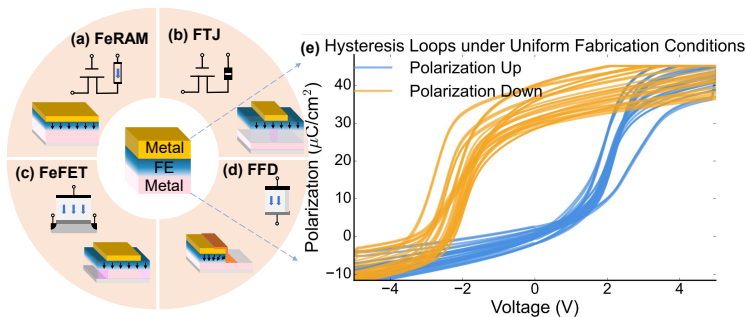 (a) FeRAM
(b) FTJ
(c) FeFET
(d) FFD
Metal
FE
Metal
(e) Hysteresis Loops under Uniform Fabrication Conditions
Polarization Up
Polarization Down
Polarization (μC/cm²)
40
30
20
10
0
−10
−4
−2
0
2
4
Voltage (V)